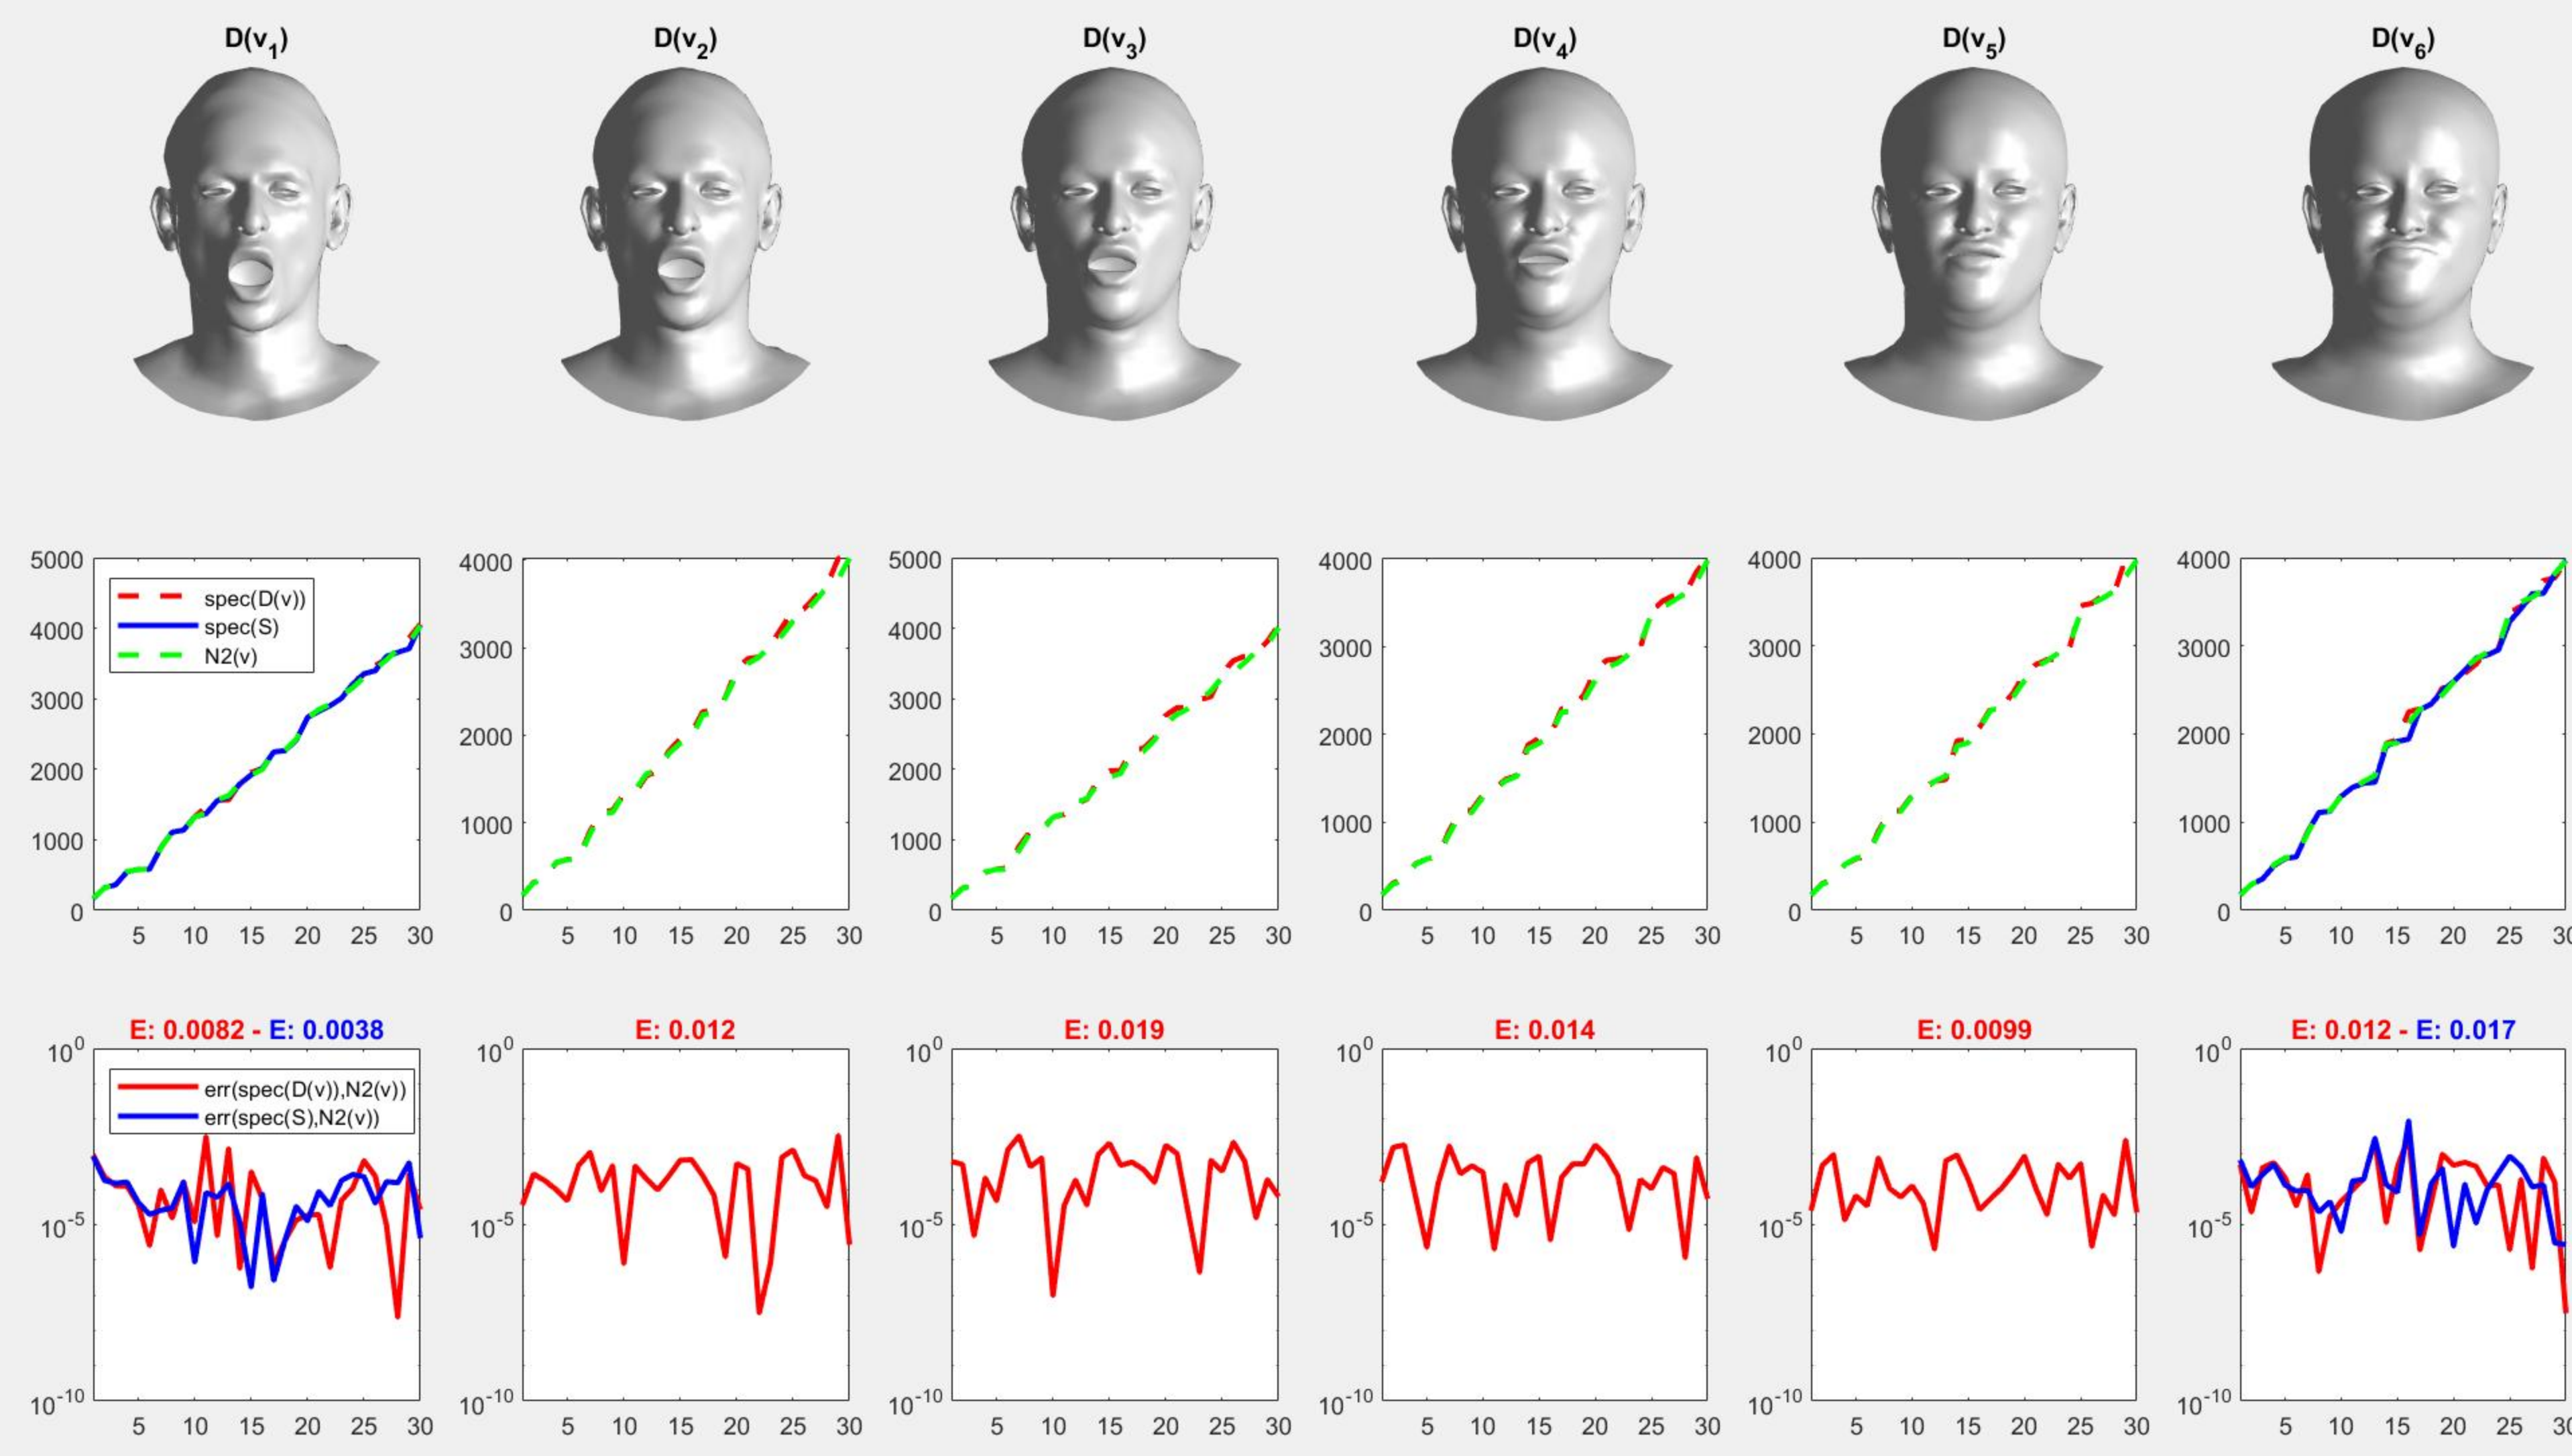 D(v1) D(v2) D(v3) D(v4) D(v5) D(v6)
5000 4000 5000 4000 4000 4000
spec(D(v))
spec(S)
N2(v)
4000 3000 4000 3000 3000 3000
3000 2000 3000 2000 2000 2000
2000 1000 2000 1000 1000 1000
1000 1000
0 0 0 0 0 0
5 10 15 20 25 30 5 10 15 20 25 30 5 10 15 20 25 30 5 10 15 20 25 30 5 10 15 20 25 30 5 10 15 20 25
E: 0.0082 - E: 0.0038 E: 0.012 E: 0.019 E: 0.014 E: 0.0099 E: 0.012 - E: 0.017
10^0 10^0 10^0 10^0 10^0 10^0
err(spec(D(v)),N2(v))
err(spec(S),N2(v))
10^-5 10^-5 10^-5 10^-5 10^-5 10^-5
10^-10 10^-10 10^-10 10^-10 10^-10 10^-10
5 10 15 20 25 30 5 10 15 20 25 30 5 10 15 20 25 30 5 10 15 20 25 30 5 10 15 20 25 30 5 10 15 20 25